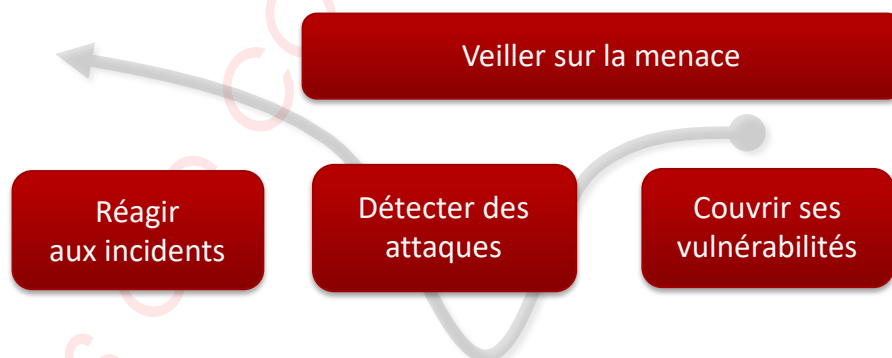 Veiller sur la menace
Réagir
aux incidents
Détecter des
attaques
Couvrir ses
vulnérabilités